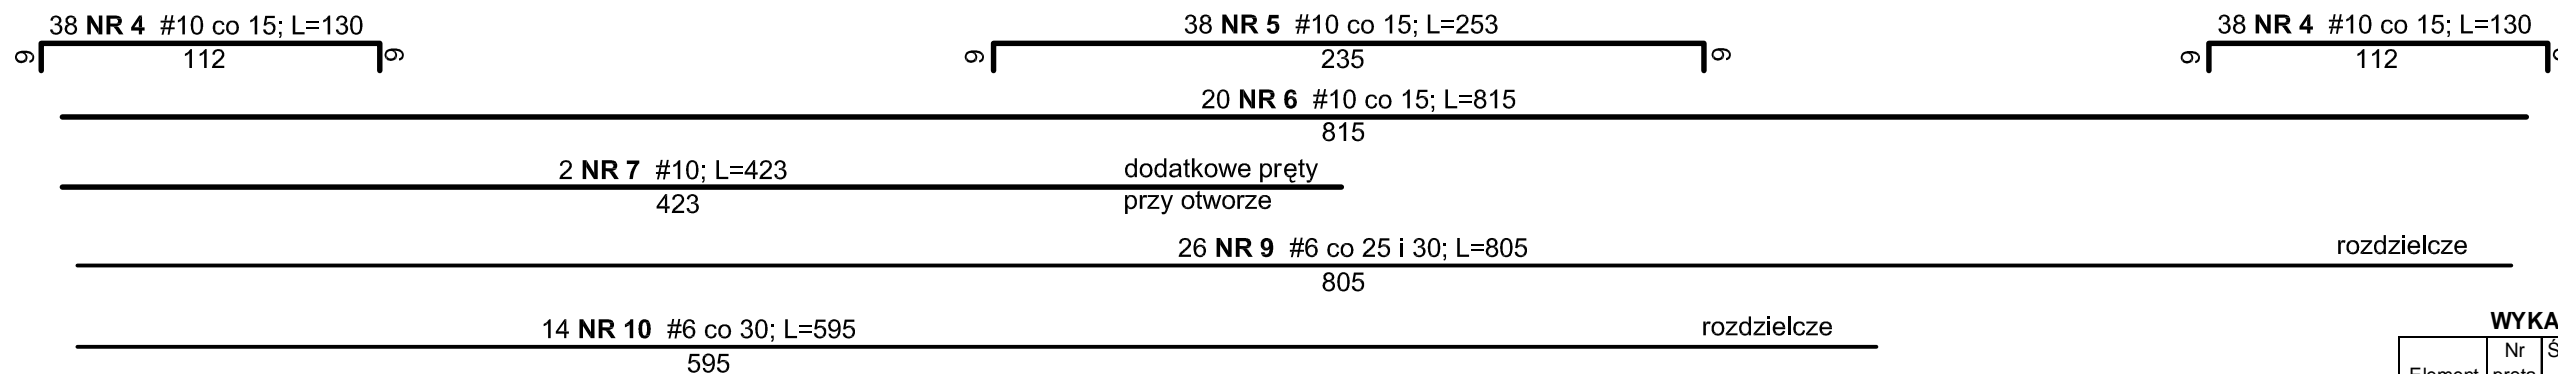 38 NR 4 #10 co 15; L=130
38 NR 5 #10 co 15; L=253
38 NR 4 #10 co 15; L=130
9
112
9
9
235
9
9
112
20 NR 6 #10 co 15; L=815
815
2 NR 7 #10; L=423
dodatkowe pręty
423
przy otworze
26 NR 9 #6 co 25 i 30; L=805
rozdzielcze
805
14 NR 10 #6 co 30; L=595
rozdzielcze
595
WYKA
Nr
Element
pręta